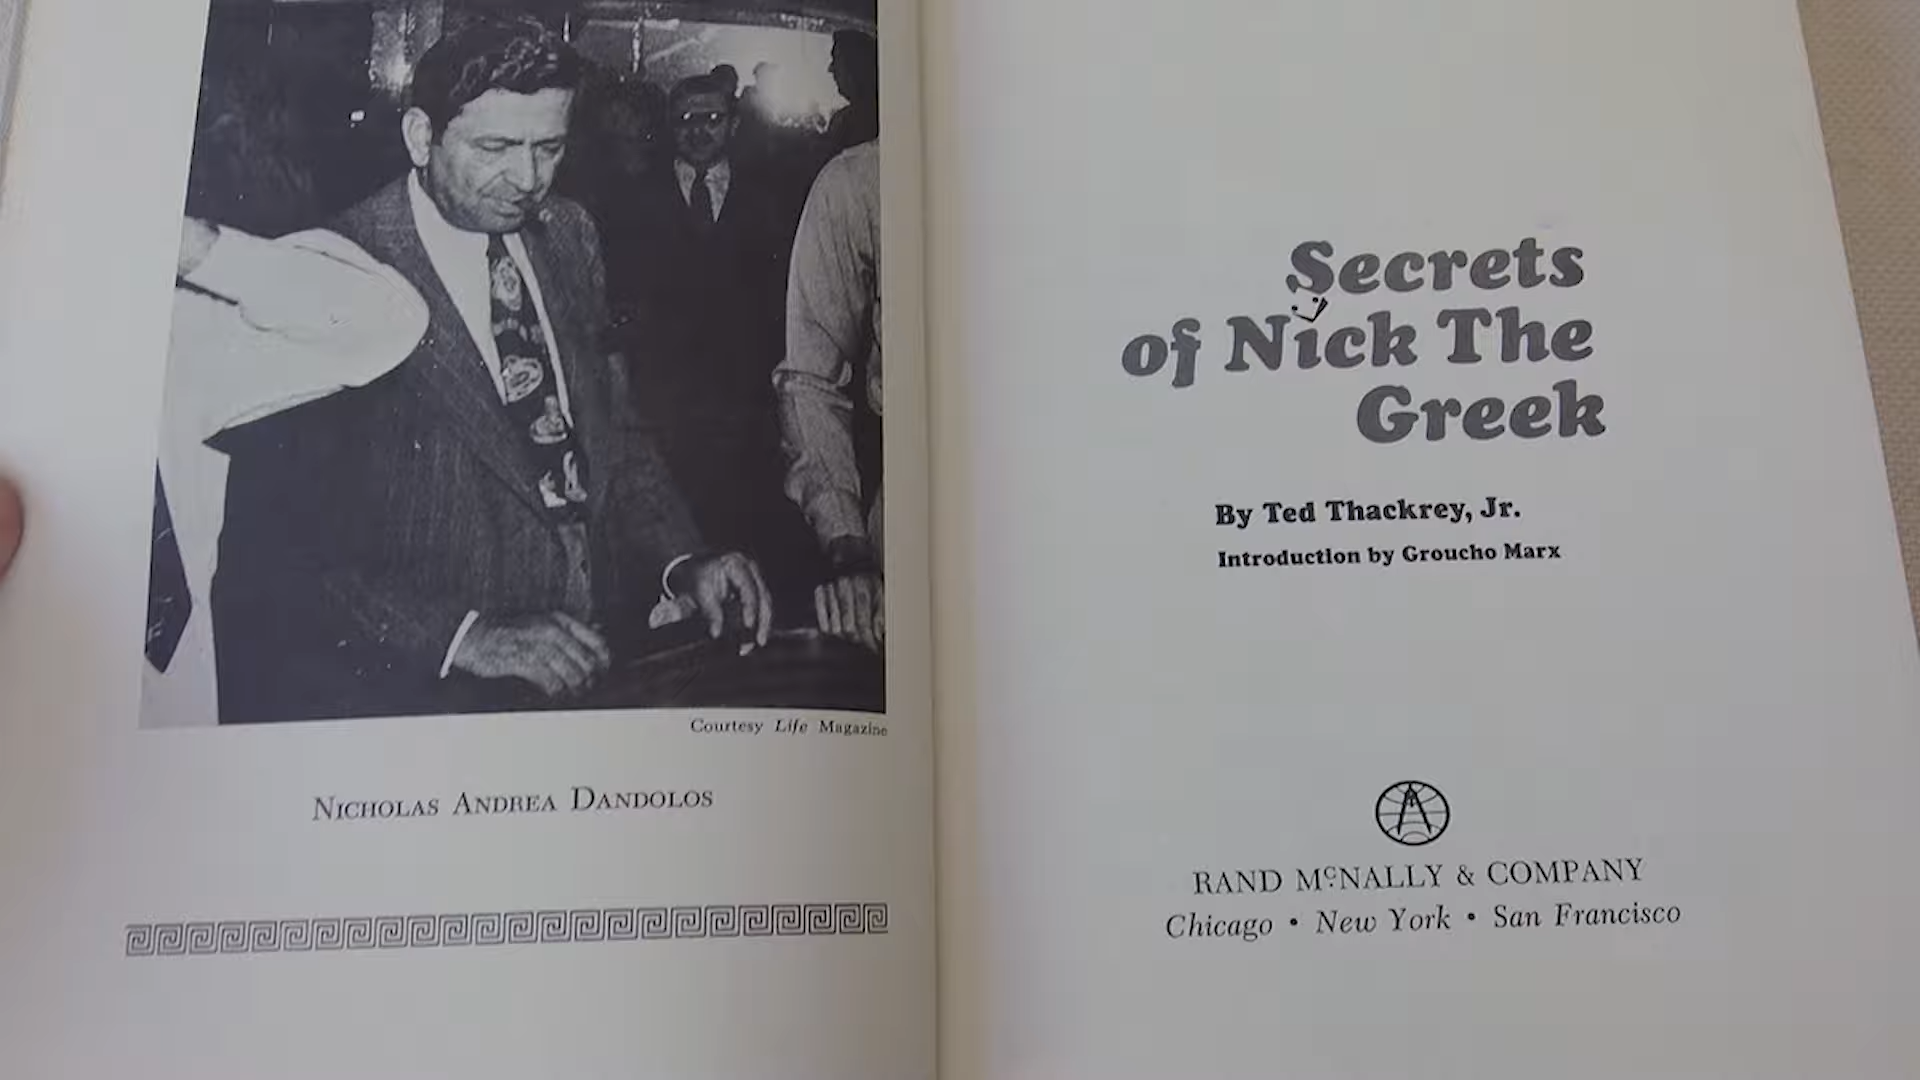 Courtesy Life Magazine
NICHOLAS ANDREA DANDOLOS
Secrets
of Nick The
Greek
By Ted Thackrey, Jr.
Introduction by Groucho Marx
RAND McNALLY & COMPANY
Chicago • New York • San Francisco